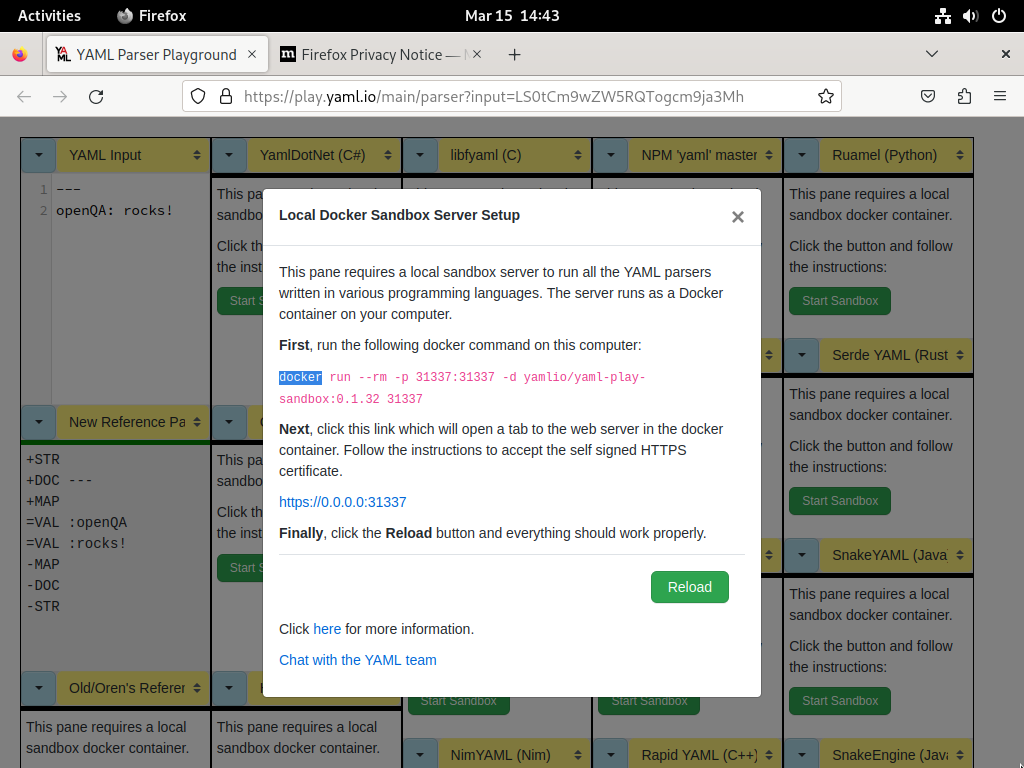 Activities Firefox Mar 15 14:43
YAML Parser Playground × Firefox Privacy Notice — × +
https://play.yaml.io/main/parser?input=LS0tCm9wZW5RQTogcm9ja3Mh
YAML Input YamlDotNet (C#) libfyaml (C) NPM 'yaml' master Ruamel (Python)
1 ---
2 openQA: rocks!
This pa
sandbo
Click th
the inst
Start S
This pane requires a local
sandbox docker container.
Click the button and follow
the instructions:
Start Sandbox
Local Docker Sandbox Server Setup ×
This pane requires a local sandbox server to run all the YAML parsers
written in various programming languages. The server runs as a Docker
container on your computer.
First, run the following docker command on this computer:
docker run --rm -p 31337:31337 -d yamlio/yaml-play-
sandbox:0.1.32 31337
Next, click this link which will open a tab to the web server in the docker
container. Follow the instructions to accept the self signed HTTPS
certificate.
https://0.0.0.0:31337
Finally, click the Reload button and everything should work properly.
Reload
Click here for more information.
Chat with the YAML team
Serde YAML (Rust
This pane requires a local
sandbox docker container.
Click the button and follow
the instructions:
Start Sandbox
New Reference Pa
+STR
+DOC ---
+MAP
=VAL :openQA
=VAL :rocks!
-MAP
-DOC
-STR
This pa
sandbo
Click th
the inst
Start S
SnakeYAML (Java
This pane requires a local
sandbox docker container.
Click the button and follow
the instructions:
Start Sandbox
Old/Oren's Referer
This pane requires a local
sandbox docker container.
This pane requires a local
sandbox docker container.
Start Sandbox Start Sandbox
NimYAML (Nim) Rapid YAML (C++) SnakeEngine (Java